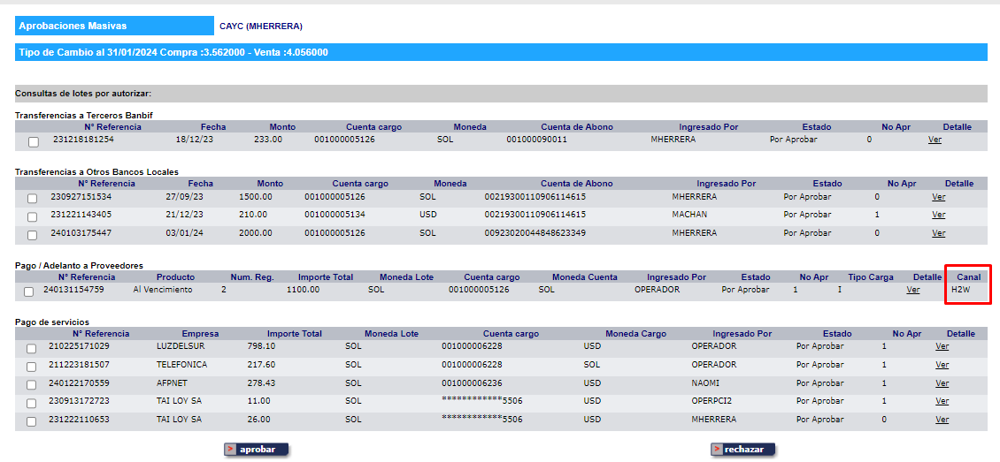 Aprobaciones Masivas CAYC (MHERRERA)
Tipo de Cambio al 31/01/2024 Compra :3.562000 - Venta :4.056000
Consultas de lotes por autorizar:
Transferencias a Terceros Banbif
N° Referencia Fecha Monto Cuenta cargo Moneda Cuenta de Abono Ingresado Por Estado No Apr Detalle
231218181254 18/12/23 233.00 001000005126 SOL 001000090011 MHERRERA Por Aprobar 0 Ver
Transferencias a Otros Bancos Locales
N° Referencia Fecha Monto Cuenta cargo Moneda Cuenta de Abono Ingresado Por Estado No Apr Detalle
230927151534 27/09/23 1500.00 001000005126 SOL 00219300110906114615 MHERRERA Por Aprobar 0 Ver
231221143405 21/12/23 210.00 001000005134 USD 00219300110906114615 MACHAN Por Aprobar 1 Ver
240103175447 03/01/24 2000.00 001000005126 SOL 00923020044848623349 MHERRERA Por Aprobar 0 Ver
Pago / Adelanto a Proveedores
N° Referencia Producto Num. Reg. Importe Total Moneda Lote Cuenta cargo Moneda Cuenta Ingresado Por Estado No Apr Tipo Carga Detalle Canal
240131154759 Al Vencimiento 2 1100.00 SOL 001000005126 SOL OPERADOR Por Aprobar 1 I Ver H2W
Pago de servicios
N° Referencia Empresa Importe Total Moneda Lote Cuenta cargo Moneda Cargo Ingresado Por Estado No Apr Detalle
210225171029 LUZDELSUR 798.10 SOL 001000006228 USD OPERADOR Por Aprobar 1 Ver
211223181507 TELEFONICA 217.60 SOL 001000006228 SOL OPERADOR Por Aprobar 1 Ver
240122170559 AFPNET 278.43 SOL 001000006236 USD NAOMI Por Aprobar 1 Ver
230913172723 TAI LOY SA 11.00 SOL ************5506 USD OPERPCI2 Por Aprobar 1 Ver
231222110653 TAI LOY SA 26.00 SOL ************5506 USD MHERRERA Por Aprobar 0 Ver
> aprobar > rechazar